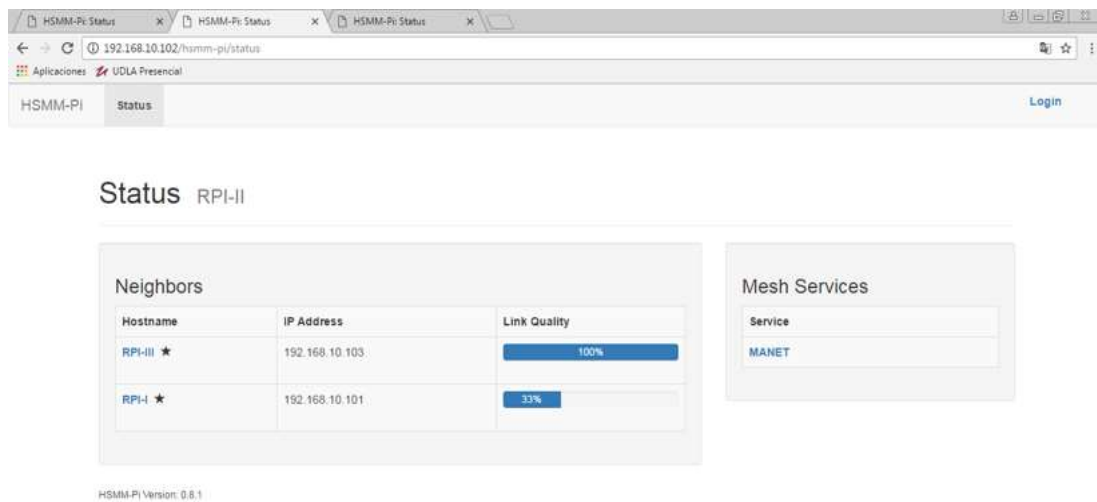 HSMM-Pi: Status
HSMM-Pi: Status
HSMM-Pi: Status
192.168.10.102/hsmm-pi/status
Aplicaciones UDLA Presencial
HSMM-Pi Status Login
Status RPI-II
Neighbors
Hostname IP Address Link Quality
RPI-III ★ 192.168.10.103 100%
RPI-I ★ 192.168.10.101 33%
Mesh Services
Service
MANET
HSMM-Pi Version: 0.8.1